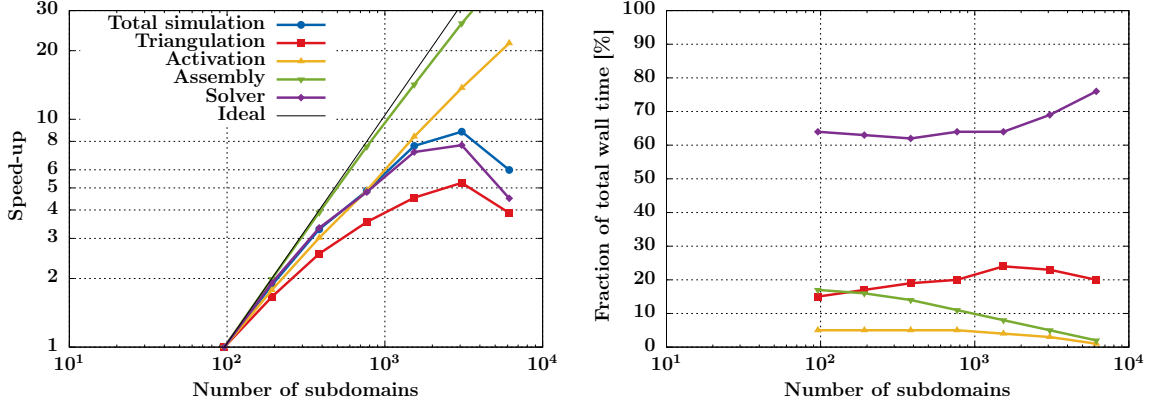 30
20
10
8
6
5
4
3
2
1
Speed-up
Total simulation
Triangulation
Activation
Assembly
Solver
Ideal
10^1
10^2
10^3
10^4
Number of subdomains
100
90
80
70
60
50
40
30
20
10
0
Fraction of total wall time [%]
10^1
10^2
10^3
10^4
Number of subdomains